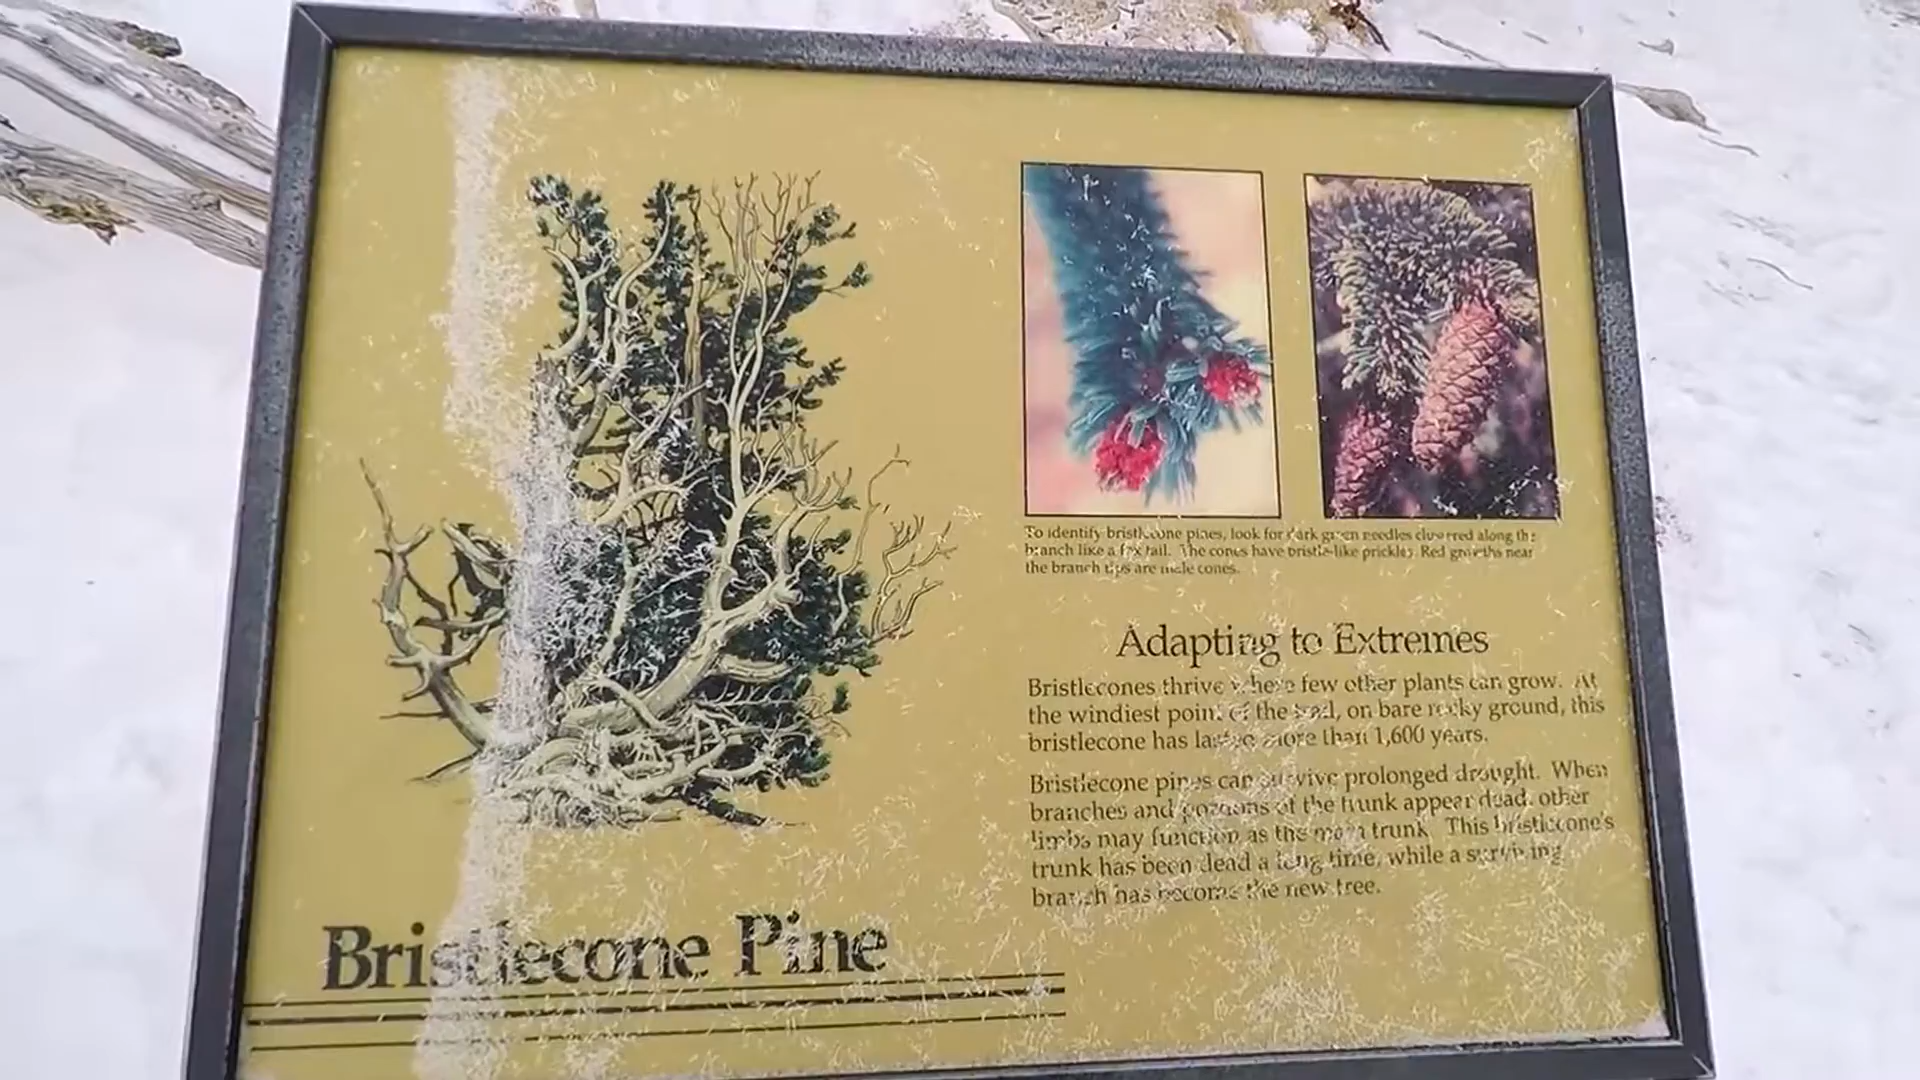 To identify bristlecone pines, look for dark green needles clustered along the
branch like a fox tail. The cones have bristle-like prickles. Red growths near
the branch tips are male cones.
Adapting to Extremes
Bristlecones thrive where few other plants can grow. At
the windiest point of the trail, on bare rocky ground, this
bristlecone has lasted more than 1,600 years.
Bristlecone pines can survive prolonged drought. When
branches and portions of the trunk appear dead, other
limbs may function as the main trunk. This bristlecone's
trunk has been dead a long time, while a surviving
branch has become the new tree.
Bristlecone Pine